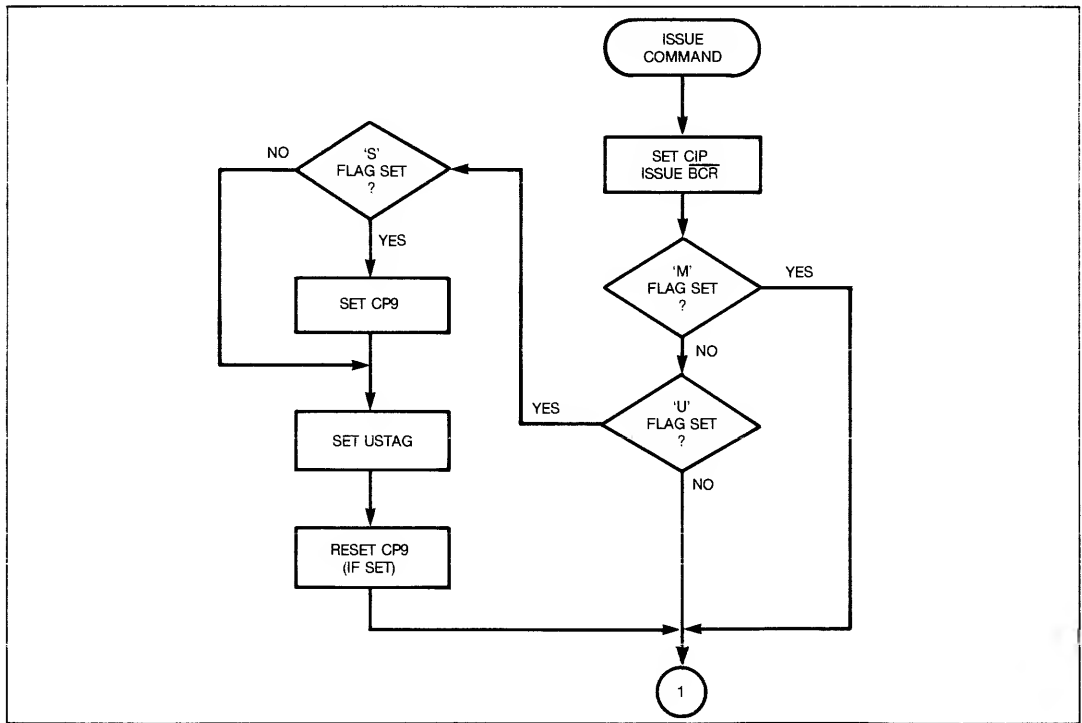 ISSUE
COMMAND
SET CIP
ISSUE B̅C̅R̅
'M'
FLAG SET
?
YES
NO
'U'
FLAG SET
?
YES
NO
'S'
FLAG SET
?
NO
YES
SET CP9
SET USTAG
RESET CP9
(IF SET)
1